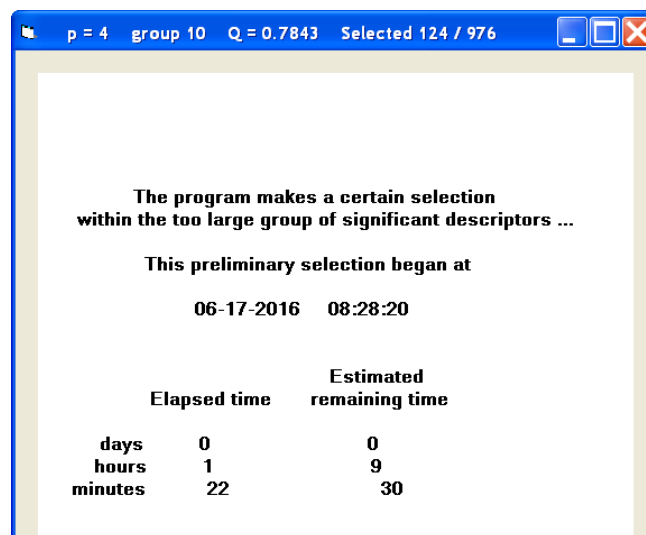 p = 4 group 10 Q = 0.7843 Selected 124 / 976
The program makes a certain selection
within the too large group of significant descriptors ...
This preliminary selection began at
06-17-2016 08:28:20
Estimated
Elapsed time remaining time
days 0 0
hours 1 9
minutes 22 30